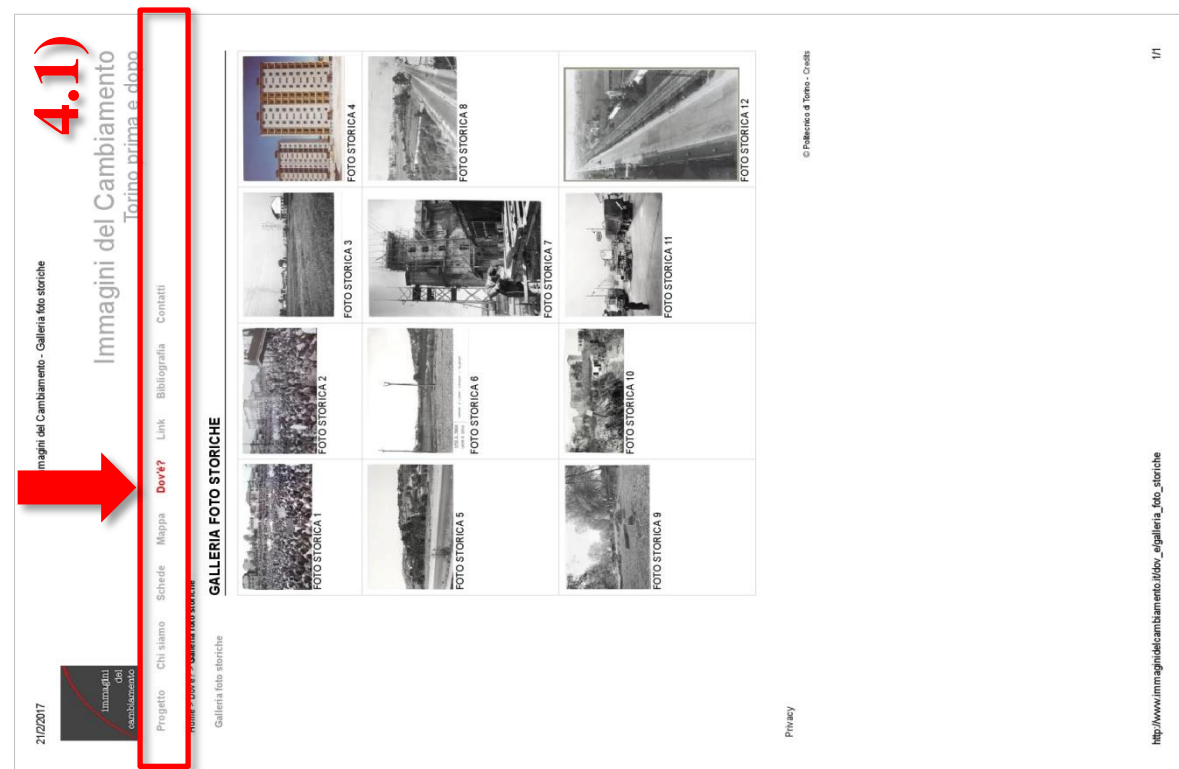 4.1)
21/2/2017
magini del Cambiamento - Galleria foto storiche
immagini
del
cambiamento
Immagini del Cambiamento
Torino prima e dopo
Progetto Chi siamo Schede Mappa Dov'è? Link Bibliografia Contatti
Home > Dov'è? > Galleria foto storiche
Galleria foto storiche
GALLERIA FOTO STORICHE
FOTO STORICA 1
FOTO STORICA 2
FOTO STORICA 3
FOTO STORICA 4
FOTO STORICA 5
FOTO STORICA 6
FOTO STORICA 7
FOTO STORICA 8
FOTO STORICA 9
FOTO STORICA 10
FOTO STORICA 11
FOTO STORICA 12
Privacy
© Politecnico di Torino - Credits
http://www.immaginidelcambiamento.it/dov_e/galleria_foto_storiche
1/1